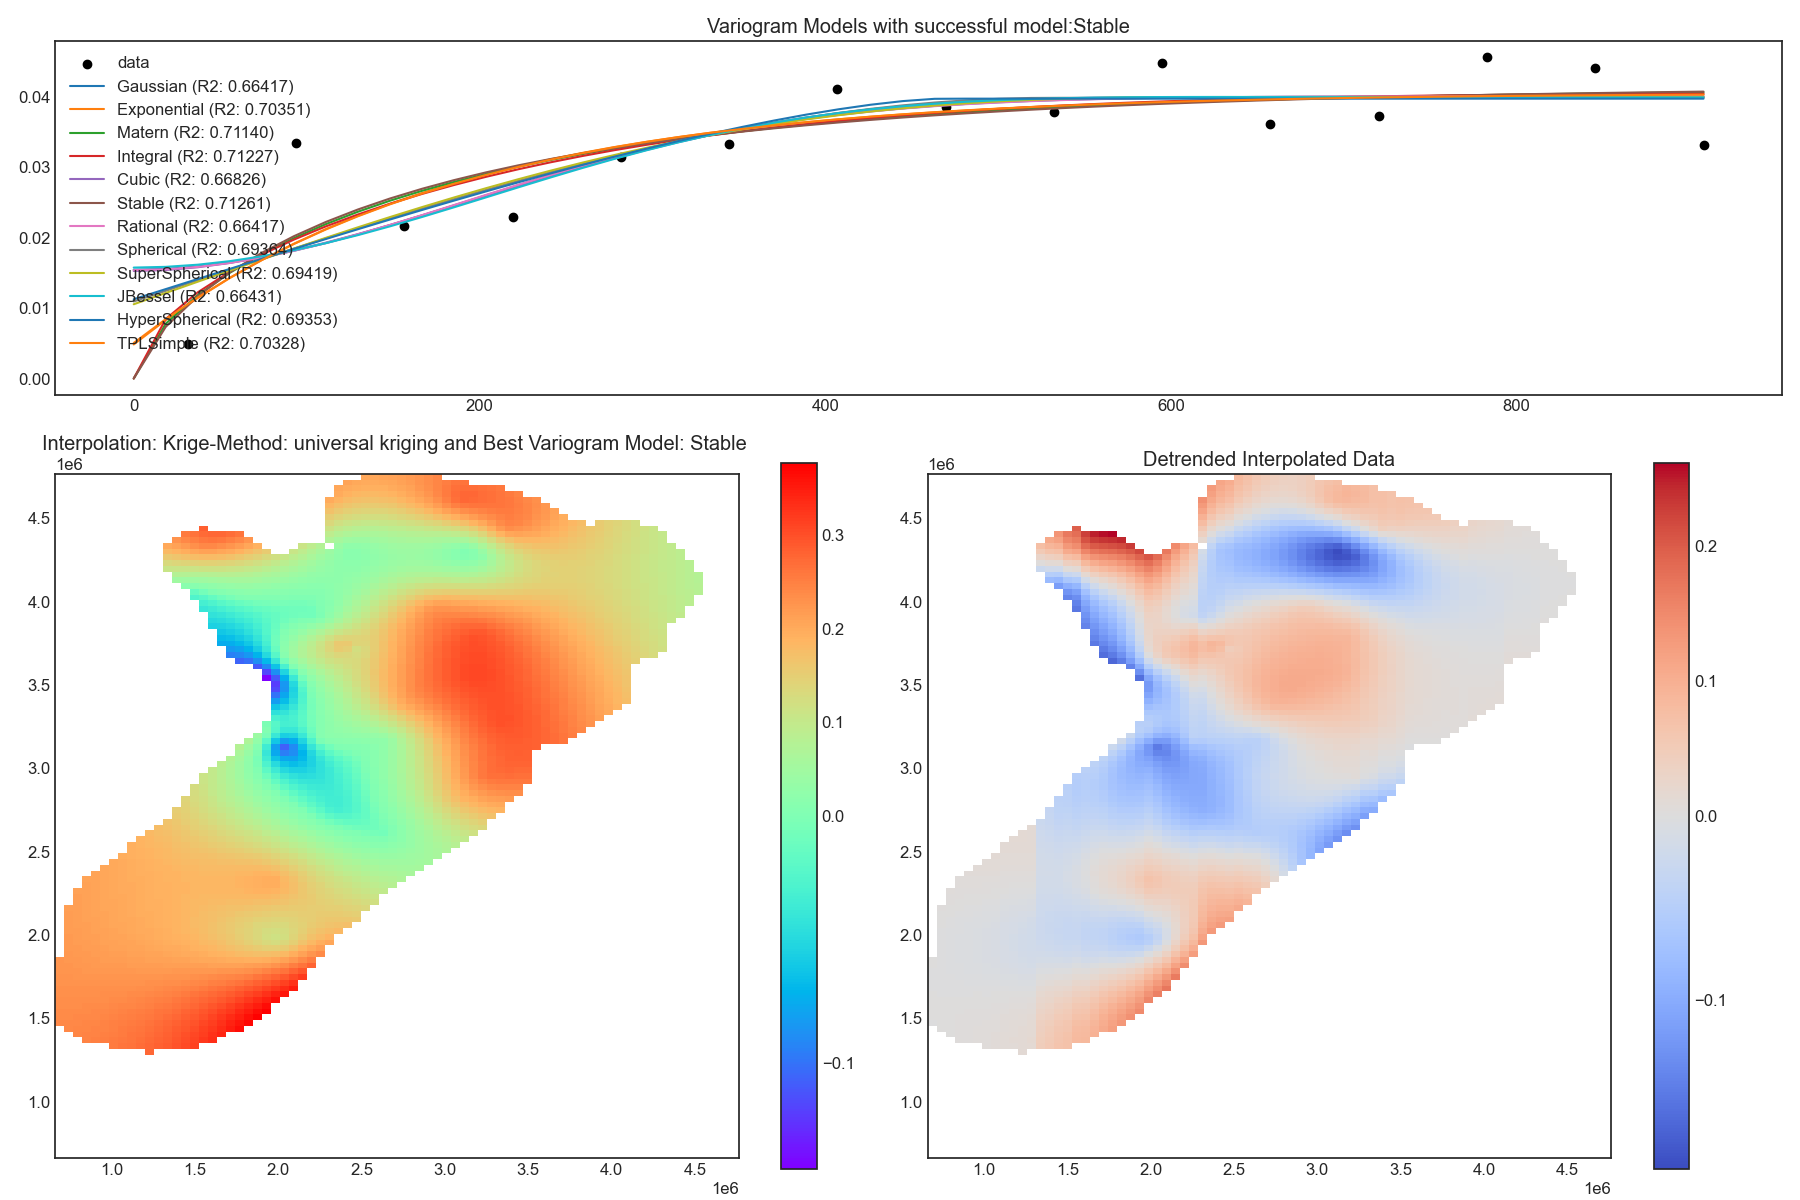 Variogram Models with successful model:Stable
data
Gaussian (R2: 0.66417)
Exponential (R2: 0.70351)
Matern (R2: 0.71140)
Integral (R2: 0.71227)
Cubic (R2: 0.66826)
Stable (R2: 0.71261)
Rational (R2: 0.66417)
Spherical (R2: 0.69364)
SuperSpherical (R2: 0.69419)
JBessel (R2: 0.66431)
HyperSpherical (R2: 0.69353)
TPLSimple (R2: 0.70328)
0.04
0.03
0.02
0.01
0.00
0 200 400 600 800
Interpolation: Krige-Method: universal kriging and Best Variogram Model: Stable
1e6
4.5
4.0
3.5
3.0
2.5
2.0
1.5
1.0
1.0 1.5 2.0 2.5 3.0 3.5 4.0 4.5
1e6
0.3
0.2
0.1
0.0
−0.1
Detrended Interpolated Data
1e6
4.5
4.0
3.5
3.0
2.5
2.0
1.5
1.0
1.0 1.5 2.0 2.5 3.0 3.5 4.0 4.5
1e6
0.2
0.1
0.0
−0.1